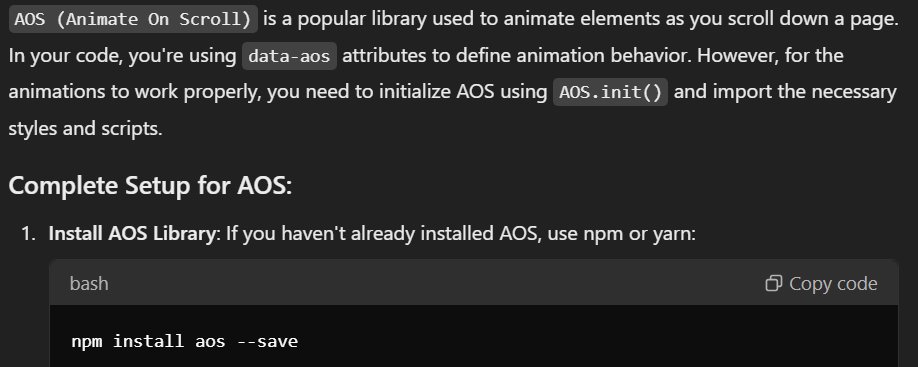 AOS (Animate On Scroll) is a popular library used to animate elements as you scroll down a page.
In your code, you're using data-aos attributes to define animation behavior. However, for the
animations to work properly, you need to initialize AOS using AOS.init() and import the necessary
styles and scripts.
Complete Setup for AOS:
1. Install AOS Library: If you haven't already installed AOS, use npm or yarn:
bash Copy code
npm install aos --save